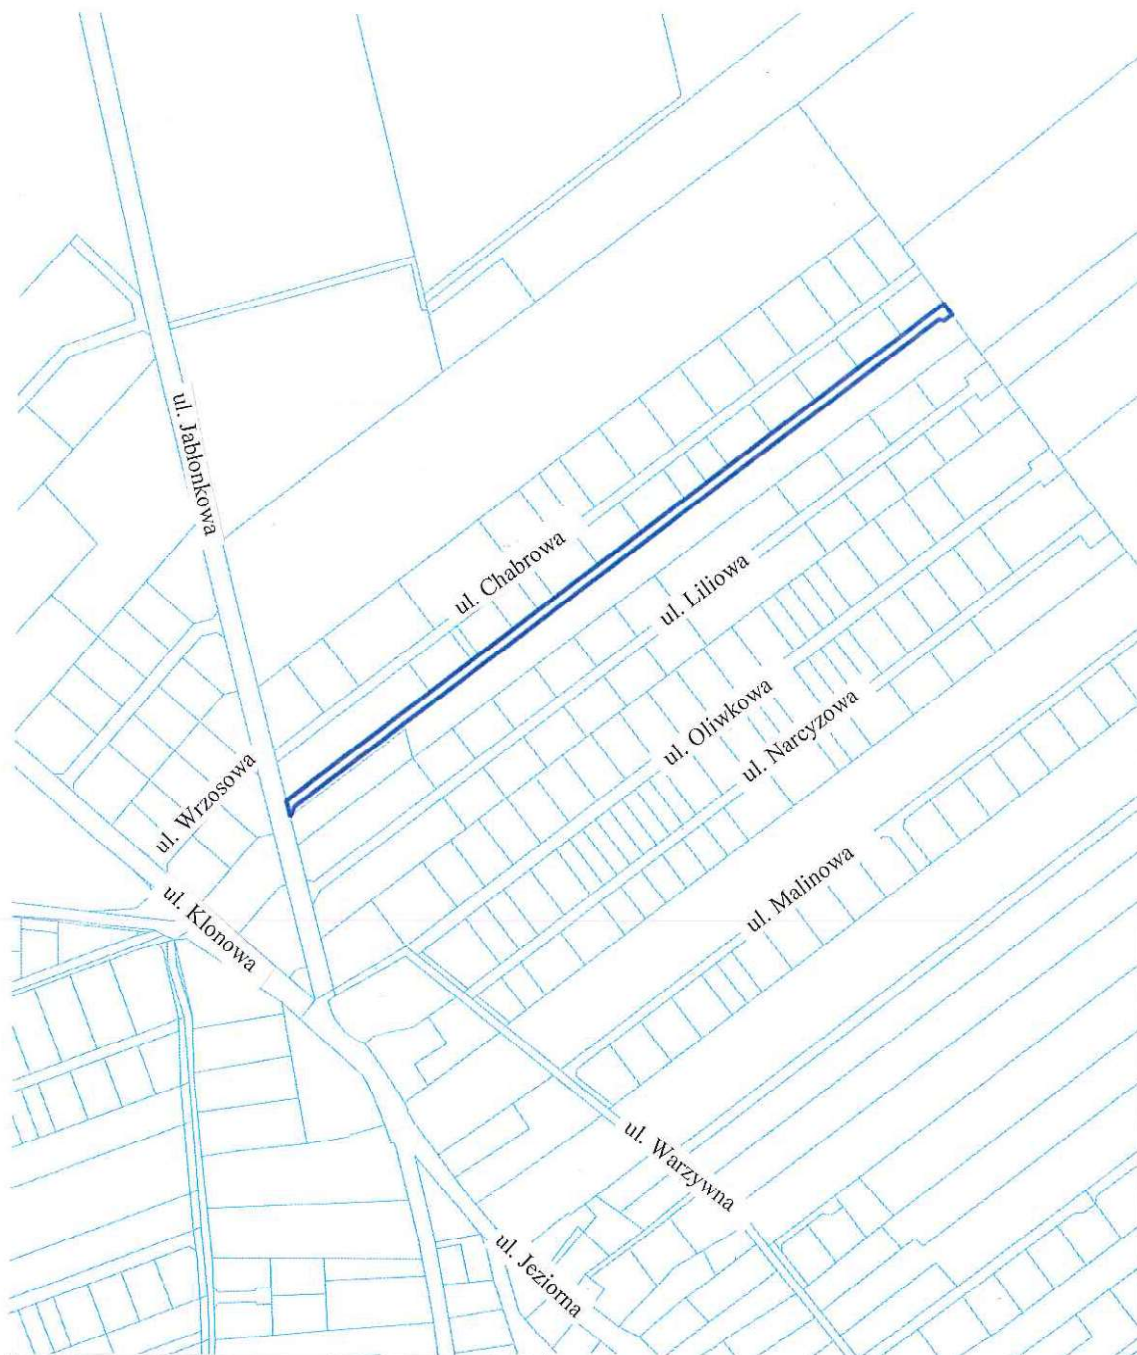 ul. Jabłonkowa
ul. Chabrowa
ul. Liliowa
ul. Oliwkowa
ul. Narcyzowa
ul. Wrzosowa
ul. Malinowa
ul. Klonowa
ul. Warzywna
ul. Jeziorna